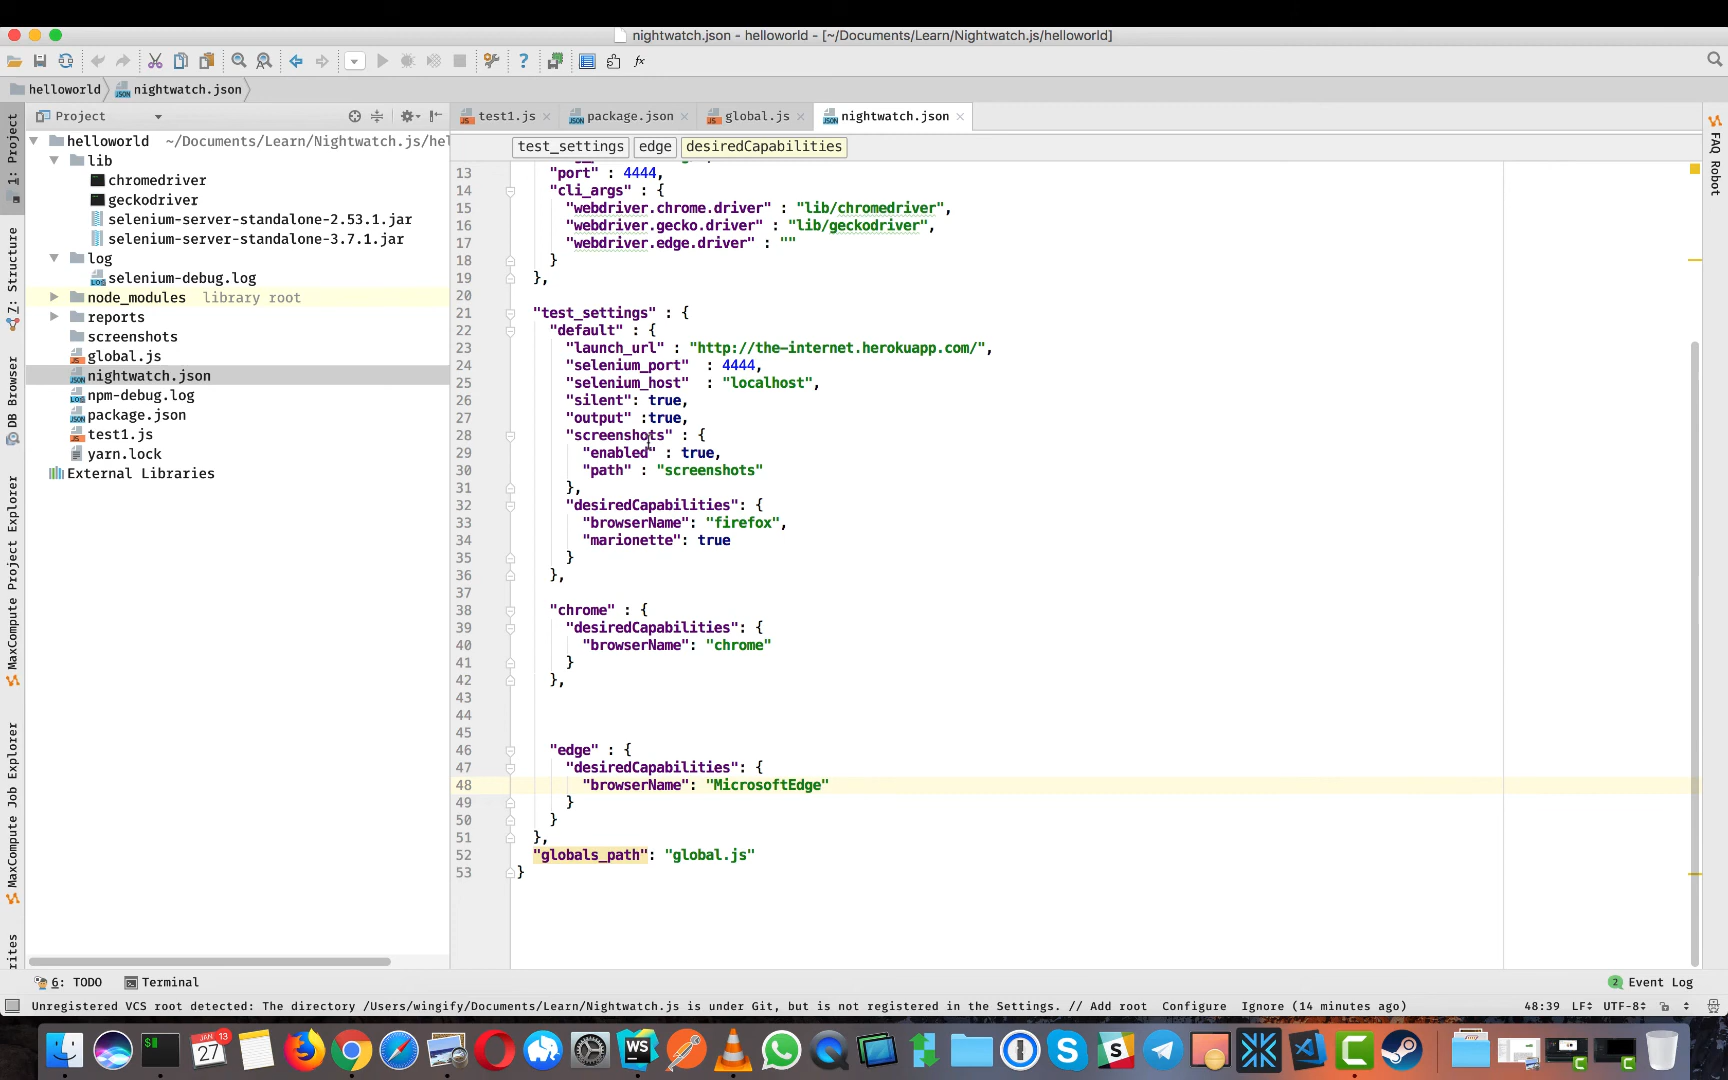 nightwatch.json - helloworld - [~/Documents/Learn/Nightwatch.js/helloworld]
helloworld nightwatch.json
Project
test1.js package.json global.js nightwatch.json
test_settings edge desiredCapabilities
helloworld ~/Documents/Learn/Nightwatch.js/hel
lib
chromedriver
geckodriver
selenium-server-standalone-2.53.1.jar
selenium-server-standalone-3.7.1.jar
log
selenium-debug.log
node_modules library root
reports
screenshots
global.js
nightwatch.json
npm-debug.log
package.json
test1.js
yarn.lock
External Libraries
1: Project
7: Structure
DB Browser
MaxCompute Project Explorer
MaxCompute Job Explorer
rites
FAQ Robot
13 "port" : 4444,
14 "cli_args" : {
15 "webdriver.chrome.driver" : "lib/chromedriver",
16 "webdriver.gecko.driver" : "lib/geckodriver",
17 "webdriver.edge.driver" : ""
18 }
19 },
20
21 "test_settings" : {
22 "default" : {
23 "launch_url" : "http://the-internet.herokuapp.com/",
24 "selenium_port" : 4444,
25 "selenium_host" : "localhost",
26 "silent": true,
27 "output" :true,
28 "screenshots" : {
29 "enabled" : true,
30 "path" : "screenshots"
31 },
32 "desiredCapabilities": {
33 "browserName": "firefox",
34 "marionette": true
35 }
36 },
37
38 "chrome" : {
39 "desiredCapabilities": {
40 "browserName": "chrome"
41 }
42 },
43
44
45
46 "edge" : {
47 "desiredCapabilities": {
48 "browserName": "MicrosoftEdge"
49 }
50 }
51 },
52 "globals_path": "global.js"
53 }
6: TODO Terminal 2 Event Log
Unregistered VCS root detected: The directory /Users/wingify/Documents/Learn/Nightwatch.js is under Git, but is not registered in the Settings. // Add root Configure Ignore (14 minutes ago) 48:39 LF UTF-8
JAN 27 13
WS